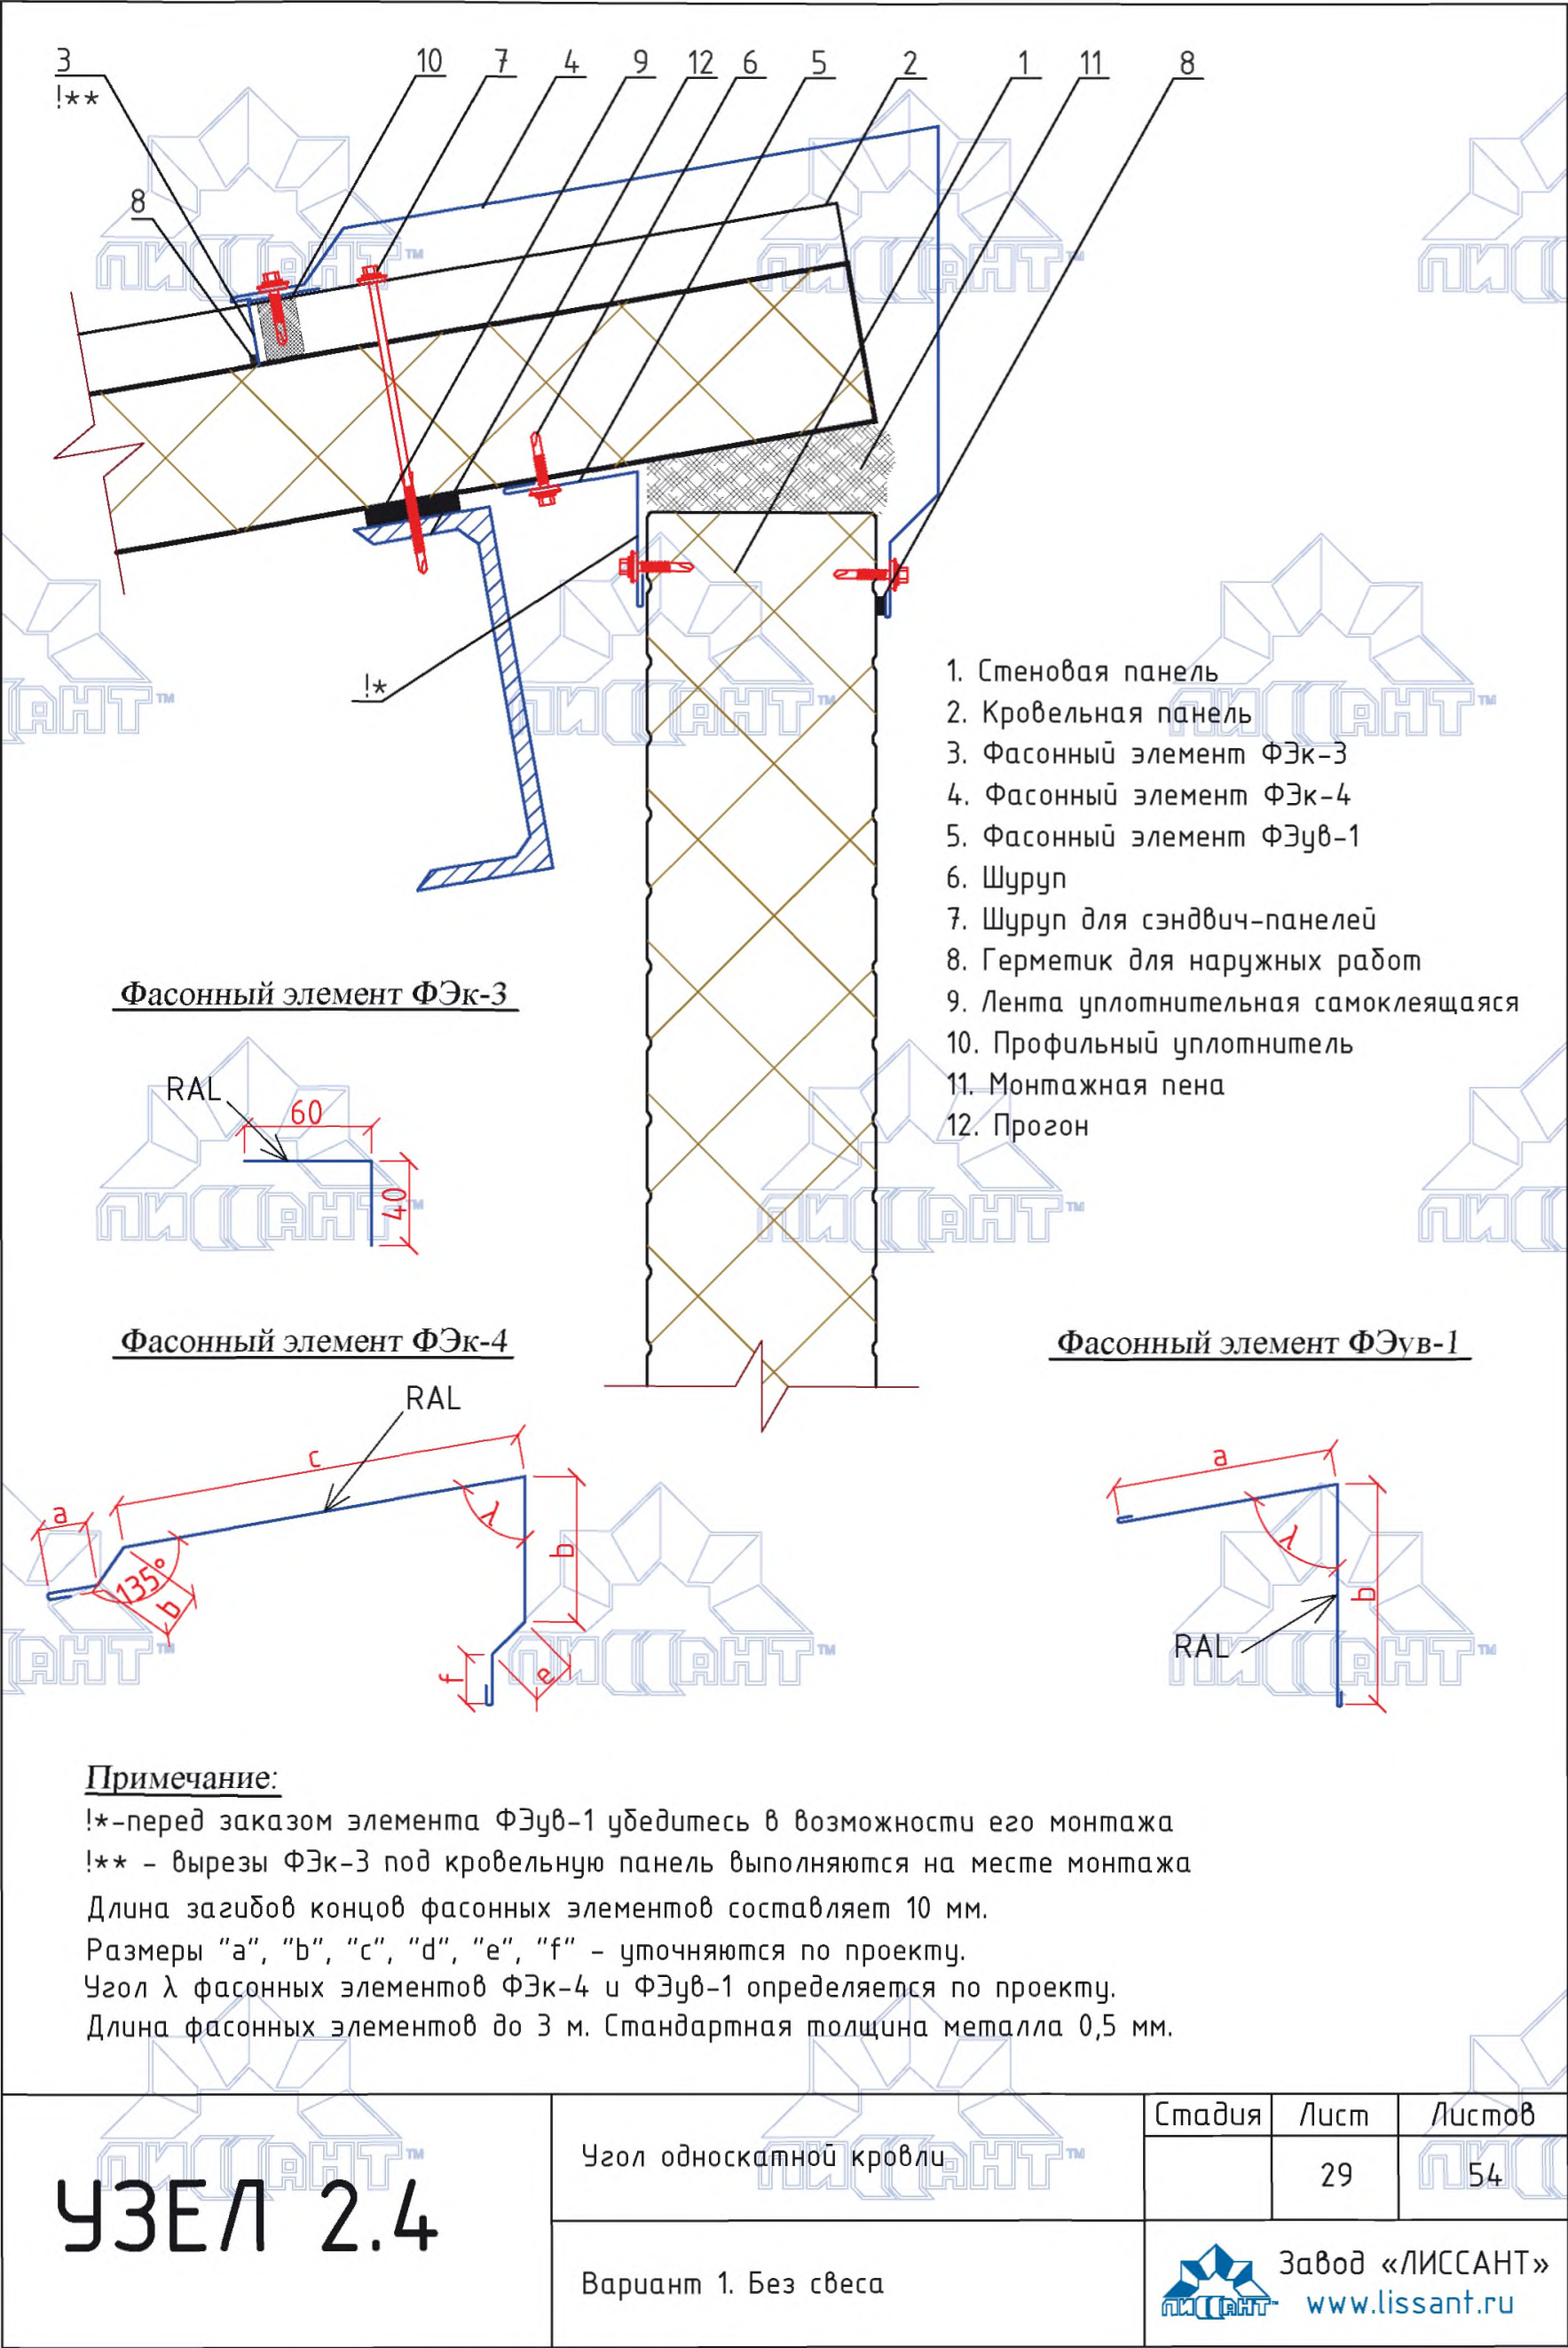 3 10 7 4 9 12 6 5 2 1 11 8
!**
8
!*
1. Стеновая панель
2. Кровельная панель
3. Фасонный элемент ФЭк-3
4. Фасонный элемент ФЭк-4
5. Фасонный элемент ФЭув-1
6. Шуруп
7. Шуруп для сэндвич-панелей
8. Герметик для наружных работ
9. Лента уплотнительная самоклеящаяся
10. Профильный уплотнитель
11. Монтажная пена
12. Прогон
Фасонный элемент ФЭк-3
RAL
60
40
Фасонный элемент ФЭк-4
RAL
c
a
λ
b
135°
b
f
e
Фасонный элемент ФЭув-1
a
λ
b
RAL
Примечание:
!*-перед заказом элемента ФЭув-1 убедитесь в возможности его монтажа
!** - вырезы ФЭк-3 под кровельную панель выполняются на месте монтажа
Длина загибов концов фасонных элементов составляет 10 мм.
Размеры "a", "b", "c", "d", "e", "f" - уточняются по проекту.
Угол λ фасонных элементов ФЭк-4 и ФЭув-1 определяется по проекту.
Длина фасонных элементов до 3 м. Стандартная толщина металла 0,5 мм.
УЗЕЛ 2.4
Угол односкатной кровли
Вариант 1. Без свеса
Стадия Лист Листов
29 54
Завод «ЛИССАНТ»
www.lissant.ru
ЛИССАНТ